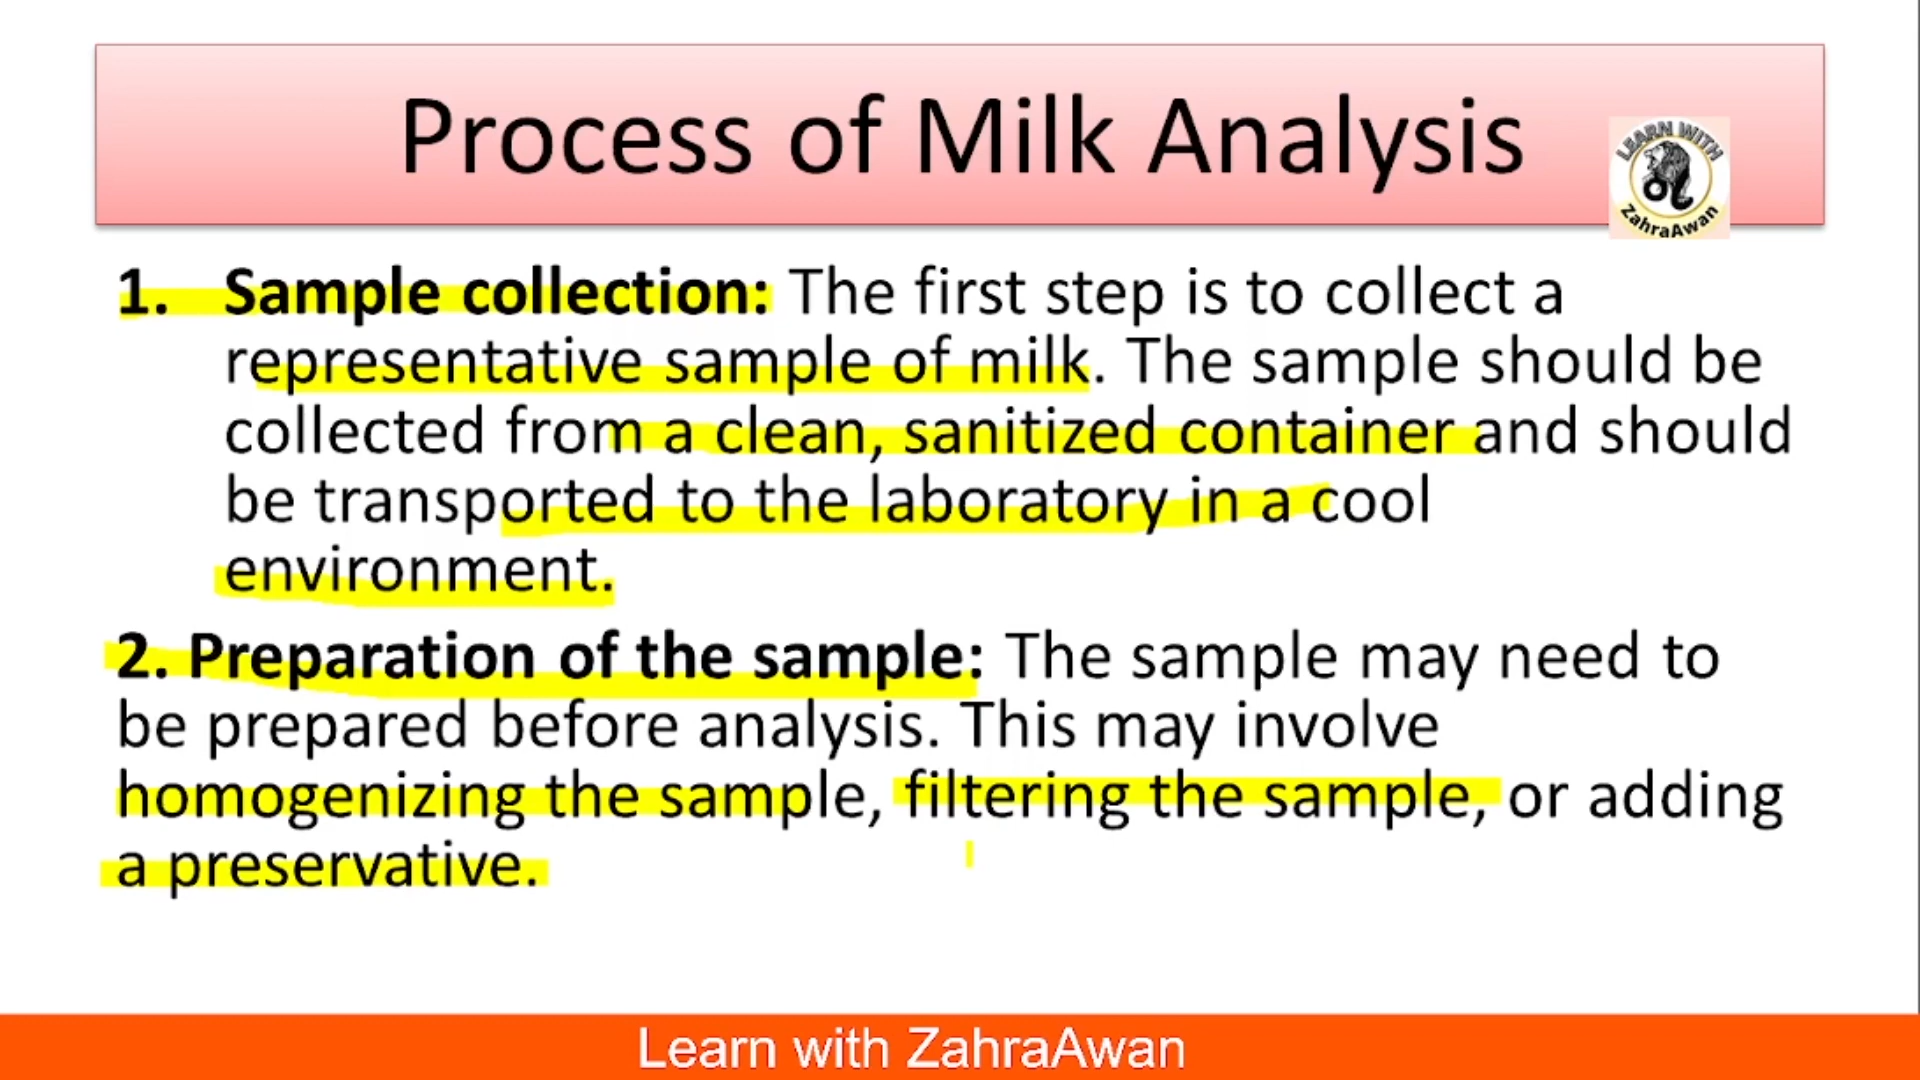 Process of Milk Analysis
LEARN WITH
ZahraAwan
1. Sample collection: The first step is to collect a
representative sample of milk. The sample should be
collected from a clean, sanitized container and should
be transported to the laboratory in a cool
environment.
2. Preparation of the sample: The sample may need to
be prepared before analysis. This may involve
homogenizing the sample, filtering the sample, or adding
a preservative.
Learn with ZahraAwan